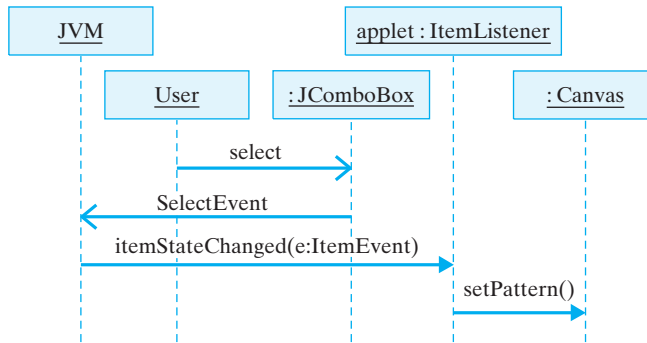 JVM
applet : ItemListener
User
: JComboBox
: Canvas
select
SelectEvent
itemStateChanged(e:ItemEvent)
setPattern()